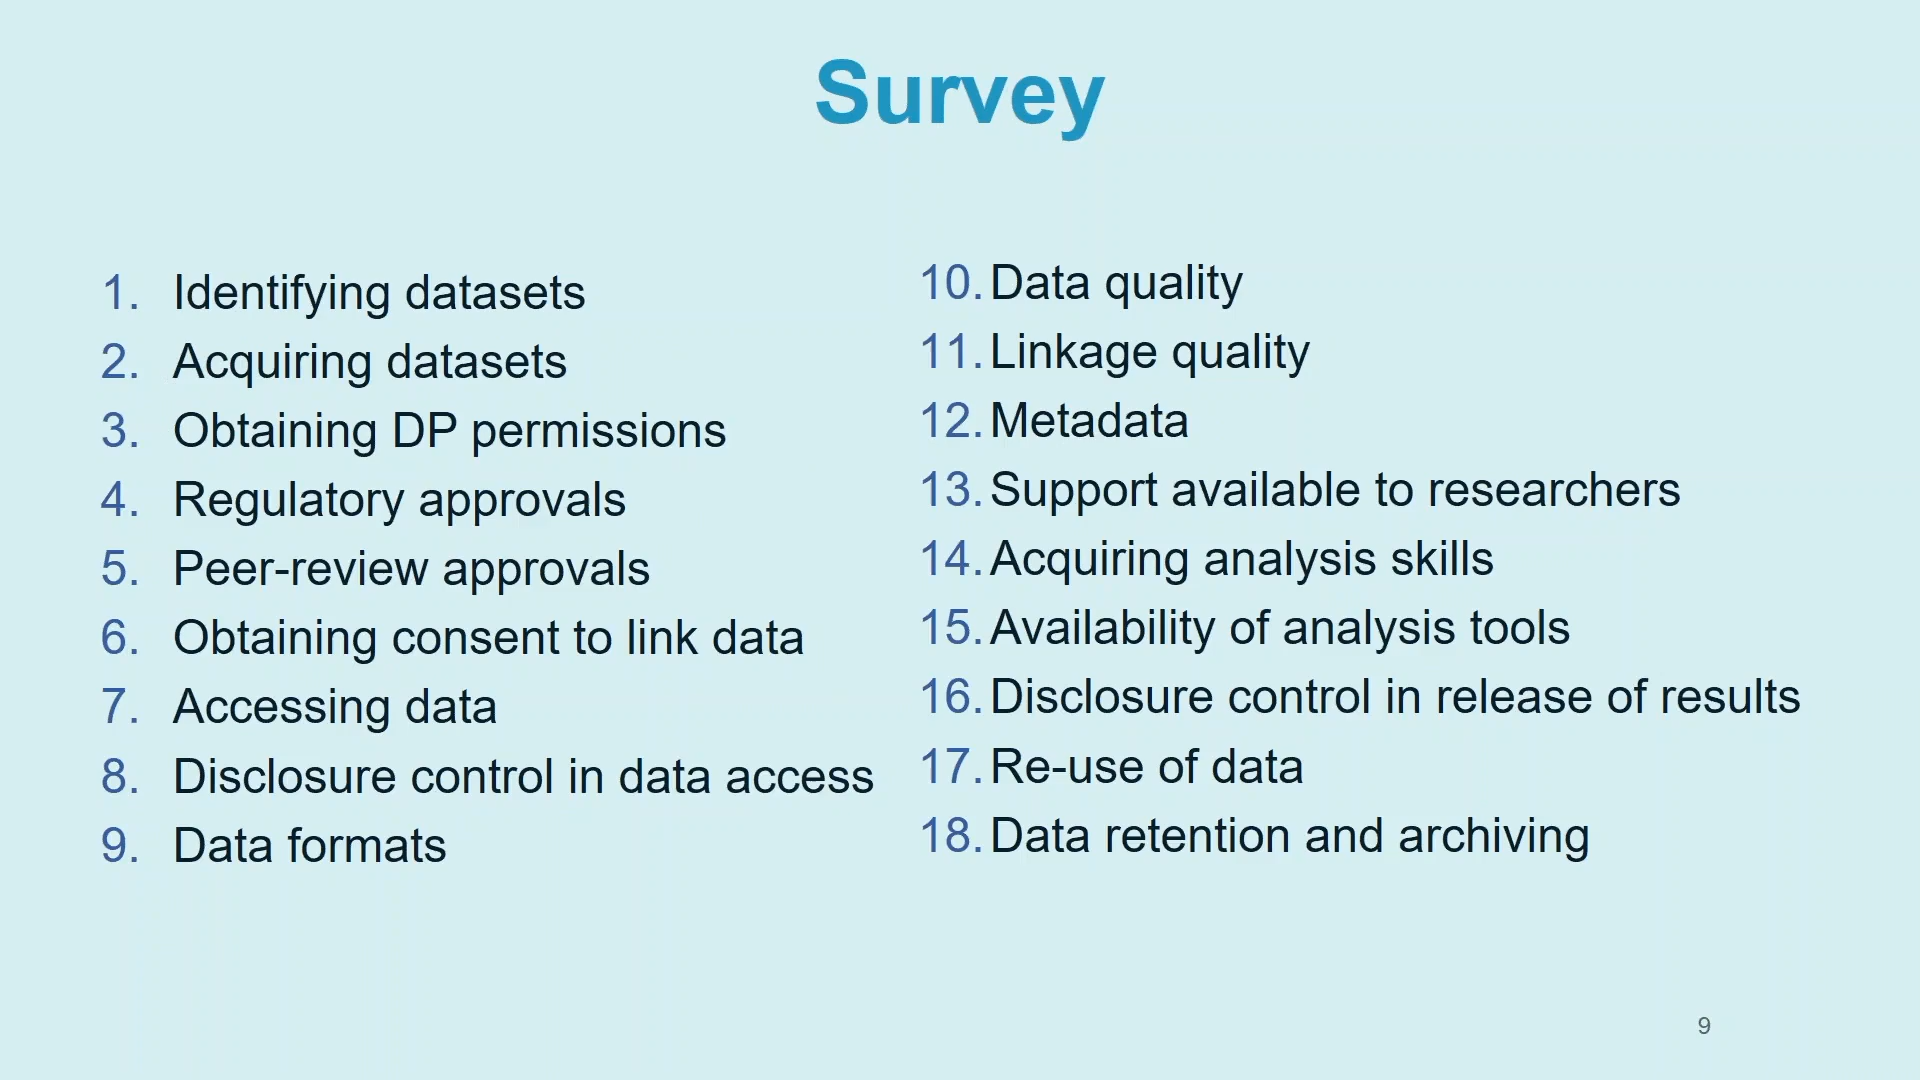 Survey
1. Identifying datasets
2. Acquiring datasets
3. Obtaining DP permissions
4. Regulatory approvals
5. Peer-review approvals
6. Obtaining consent to link data
7. Accessing data
8. Disclosure control in data access
9. Data formats
10. Data quality
11. Linkage quality
12. Metadata
13. Support available to researchers
14. Acquiring analysis skills
15. Availability of analysis tools
16. Disclosure control in release of results
17. Re-use of data
18. Data retention and archiving
9